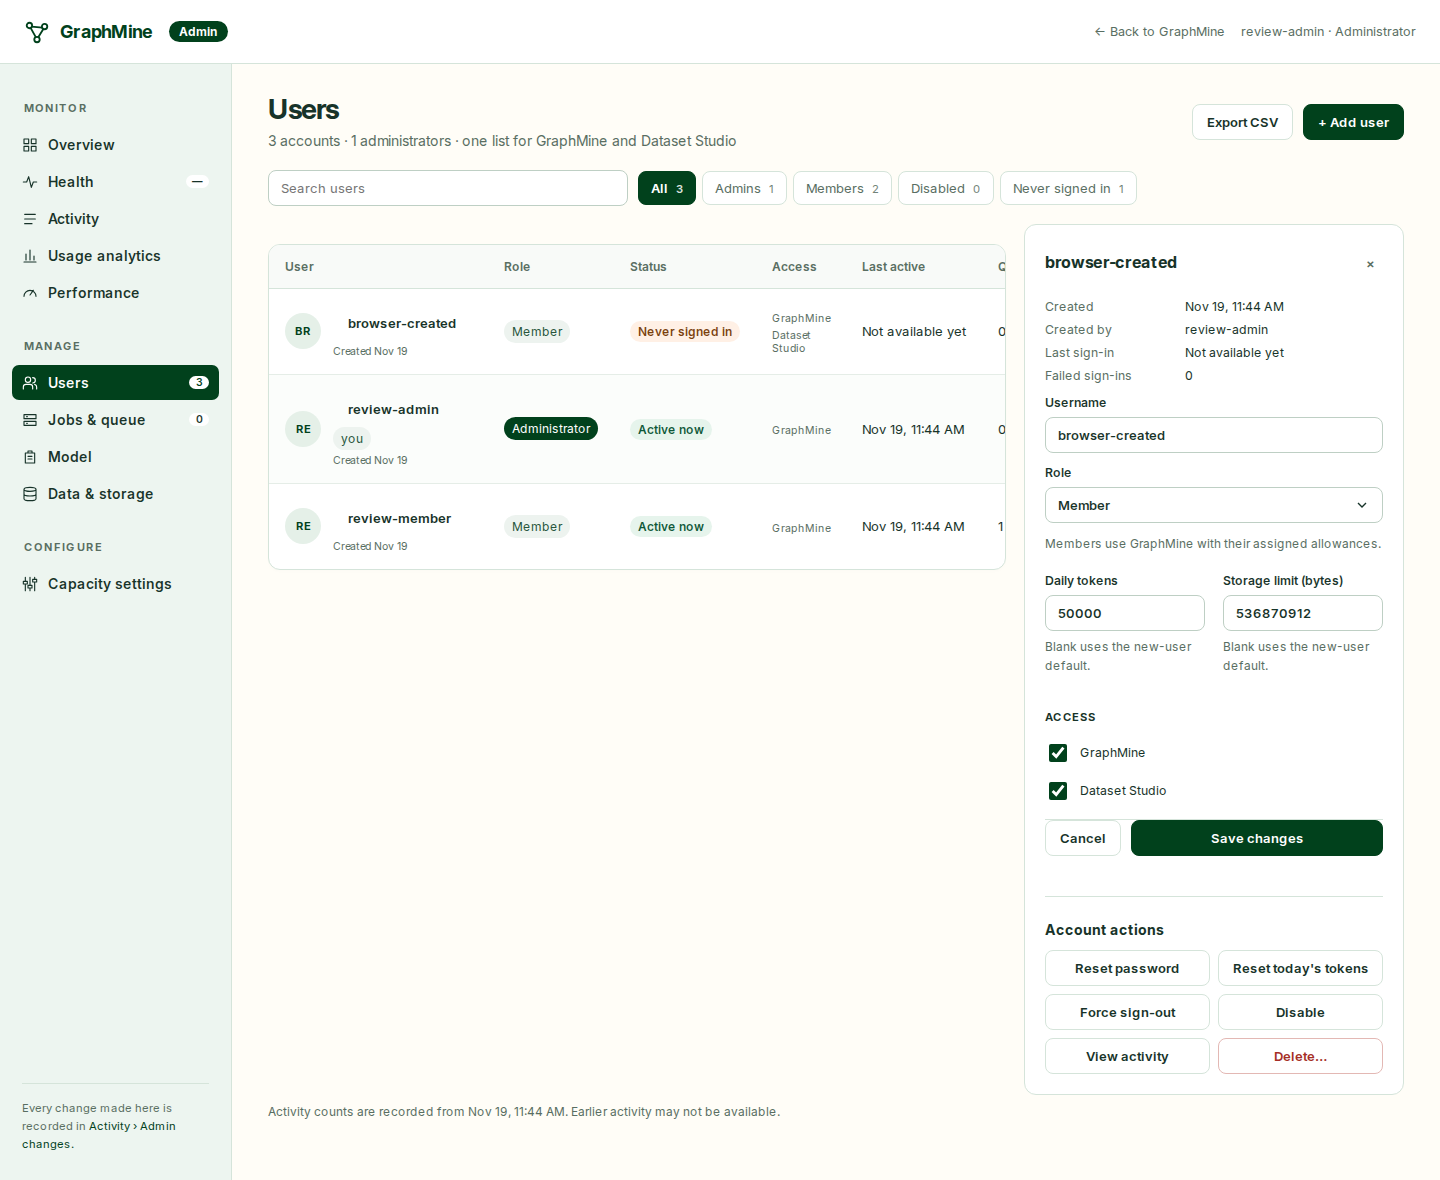 GraphMine Admin
← Back to GraphMine review-admin · Administrator
MONITOR
Overview
Health —
Activity
Usage analytics
Performance
MANAGE
Users 3
Jobs & queue 0
Model
Data & storage
CONFIGURE
Capacity settings
Every change made here is
recorded in Activity › Admin
changes.
Users
3 accounts · 1 administrators · one list for GraphMine and Dataset Studio
Export CSV + Add user
Search users All 3 Admins 1 Members 2 Disabled 0 Never signed in 1
User Role Status Access Last active
BR browser-created Member Never signed in GraphMine Not available yet 0
Dataset
Studio
Created Nov 19
review-admin
RE Administrator Active now GraphMine Nov 19, 11:44 AM 0
you
Created Nov 19
RE review-member Member Active now GraphMine Nov 19, 11:44 AM 1
Created Nov 19
browser-created ×
Created Nov 19, 11:44 AM
Created by review-admin
Last sign-in Not available yet
Failed sign-ins 0
Username
browser-created
Role
Member
Members use GraphMine with their assigned allowances.
Daily tokens Storage limit (bytes)
50000 536870912
Blank uses the new-user Blank uses the new-user
default. default.
ACCESS
GraphMine
Dataset Studio
Cancel Save changes
Account actions
Reset password Reset today's tokens
Force sign-out Disable
View activity Delete...
Activity counts are recorded from Nov 19, 11:44 AM. Earlier activity may not be available.